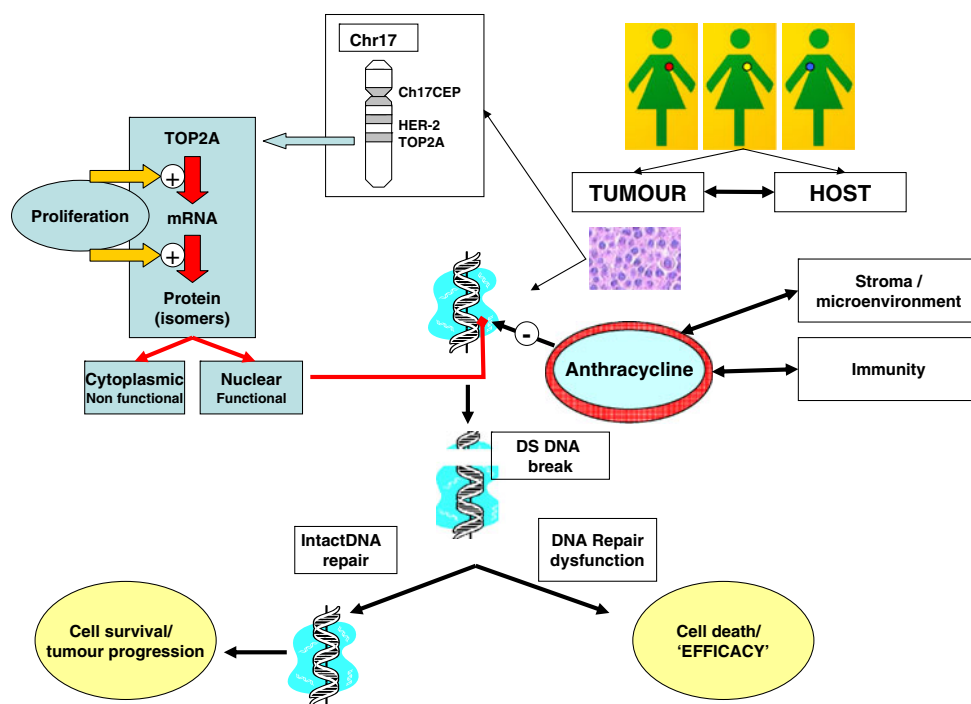 Chr17
Ch17CEP
HER-2
TOP2A
TOP2A
mRNA
Protein
(isomers)
Proliferation
+
+
Cytoplasmic
Non functional
Nuclear
Functional
TUMOUR
HOST
Stroma /
microenvironment
Immunity
Anthracycline
-
DS DNA
break
IntactDNA
repair
DNA Repair
dysfunction
Cell survival/
tumour progression
Cell death/
‘EFFICACY’